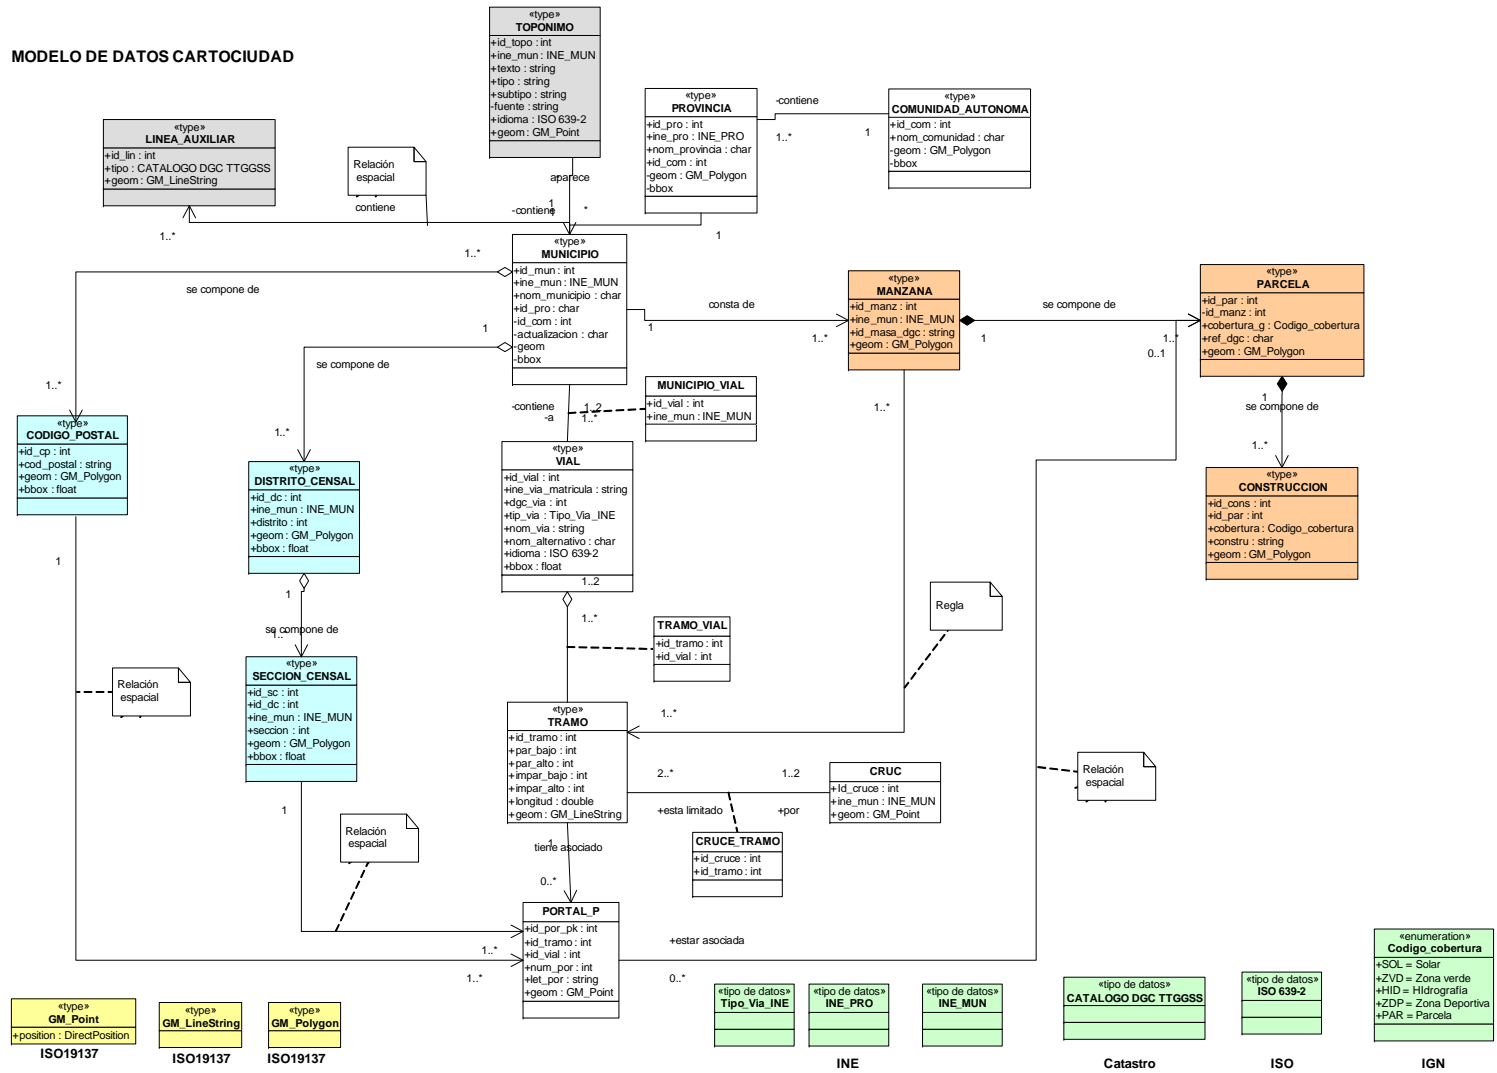 MODELO DE DATOS CARTOCIUDAD
«type»
TOPONIMO
+id_topo : int
+ine_mun : INE_MUN
+texto : string
+tipo : string
+subtipo : string
-fuente : string
+idioma : ISO 639-2
+geom : GM_Point
«type»
PROVINCIA
+id_pro : int
+ine_pro : INE_PRO
+nom_provincia : char
+id_com : int
-geom : GM_Polygon
-bbox
-contiene
1..*
1
«type»
COMUNIDAD_AUTONOMA
+id_com : int
+nom_comunidad : char
-geom : GM_Polygon
-bbox
«type»
LINEA_AUXILIAR
+id_lin : int
+tipo : CATALOGO DGC TTGGSS
+geom : GM_LineString
Relación
espacial
contiene
1..*
aparece
1
*
-contiene
1
1
«type»
MUNICIPIO
+id_mun : int
+ine_mun : INE_MUN
+nom_municipio : char
+id_pro : char
-id_com : int
-actualizacion : char
-geom
-bbox
1..*
se compone de
1..*
1
se compone de
1..*
consta de
1
1..*
«type»
MANZANA
+id_manz : int
+ine_mun : INE_MUN
+id_masa_dgc : string
+geom : GM_Polygon
se compone de
1
1..*
0..1
«type»
PARCELA
+id_par : int
-id_manz : int
+cobertura_g : Codigo_cobertura
+ref_dgc : char
+geom : GM_Polygon
1
se compone de
1..*
«type»
CONSTRUCCION
+id_cons : int
+id_par : int
+cobertura : Codigo_cobertura
+constru : string
+geom : GM_Polygon
-contiene
-a
1..2
1..*
MUNICIPIO_VIAL
+id_vial : int
+ine_mun : INE_MUN
«type»
CODIGO_POSTAL
+id_cp : int
+cod_postal : string
+geom : GM_Polygon
+bbox : float
1
«type»
DISTRITO_CENSAL
+id_dc : int
+ine_mun : INE_MUN
+distrito : int
+geom : GM_Polygon
+bbox : float
1
se compone de
1..*
«type»
VIAL
+id_vial : int
+ine_via_matricula : string
+dgc_via : int
+tip_via : Tipo_Via_INE
+nom_via : string
+nom_alternativo : char
+idioma : ISO 639-2
+bbox : float
1..2
1..*
TRAMO_VIAL
+id_tramo : int
+id_vial : int
1..*
Regla
1..*
«type»
SECCION_CENSAL
+id_sc : int
+id_dc : int
+ine_mun : INE_MUN
+seccion : int
+geom : GM_Polygon
+bbox : float
1
Relación
espacial
Relación
espacial
«type»
TRAMO
+id_tramo : int
+par_bajo : int
+par_alto : int
+impar_bajo : int
+impar_alto : int
+longitud : double
+geom : GM_LineString
2..*
1..2
+esta limitado
+por
CRUC
+Id_cruce : int
+ine_mun : INE_MUN
+geom : GM_Point
CRUCE_TRAMO
+id_cruce : int
+id_tramo : int
Relación
espacial
1
tiene asociado
0..*
PORTAL_P
+id_por_pk : int
+id_tramo : int
+id_vial : int
+num_por : int
+let_por : string
+geom : GM_Point
1..*
1..*
+estar asociada
0..*
«type»
GM_Point
+position : DirectPosition
ISO19137
«type»
GM_LineString
ISO19137
«type»
GM_Polygon
ISO19137
«tipo de datos»
Tipo_Via_INE
«tipo de datos»
INE_PRO
«tipo de datos»
INE_MUN
INE
«tipo de datos»
CATALOGO DGC TTGGSS
Catastro
«tipo de datos»
ISO 639-2
ISO
«enumeration»
Codigo_cobertura
+SOL = Solar
+ZVD = Zona verde
+HID = HIdrografía
+ZDP = Zona Deportiva
+PAR = Parcela
IGN